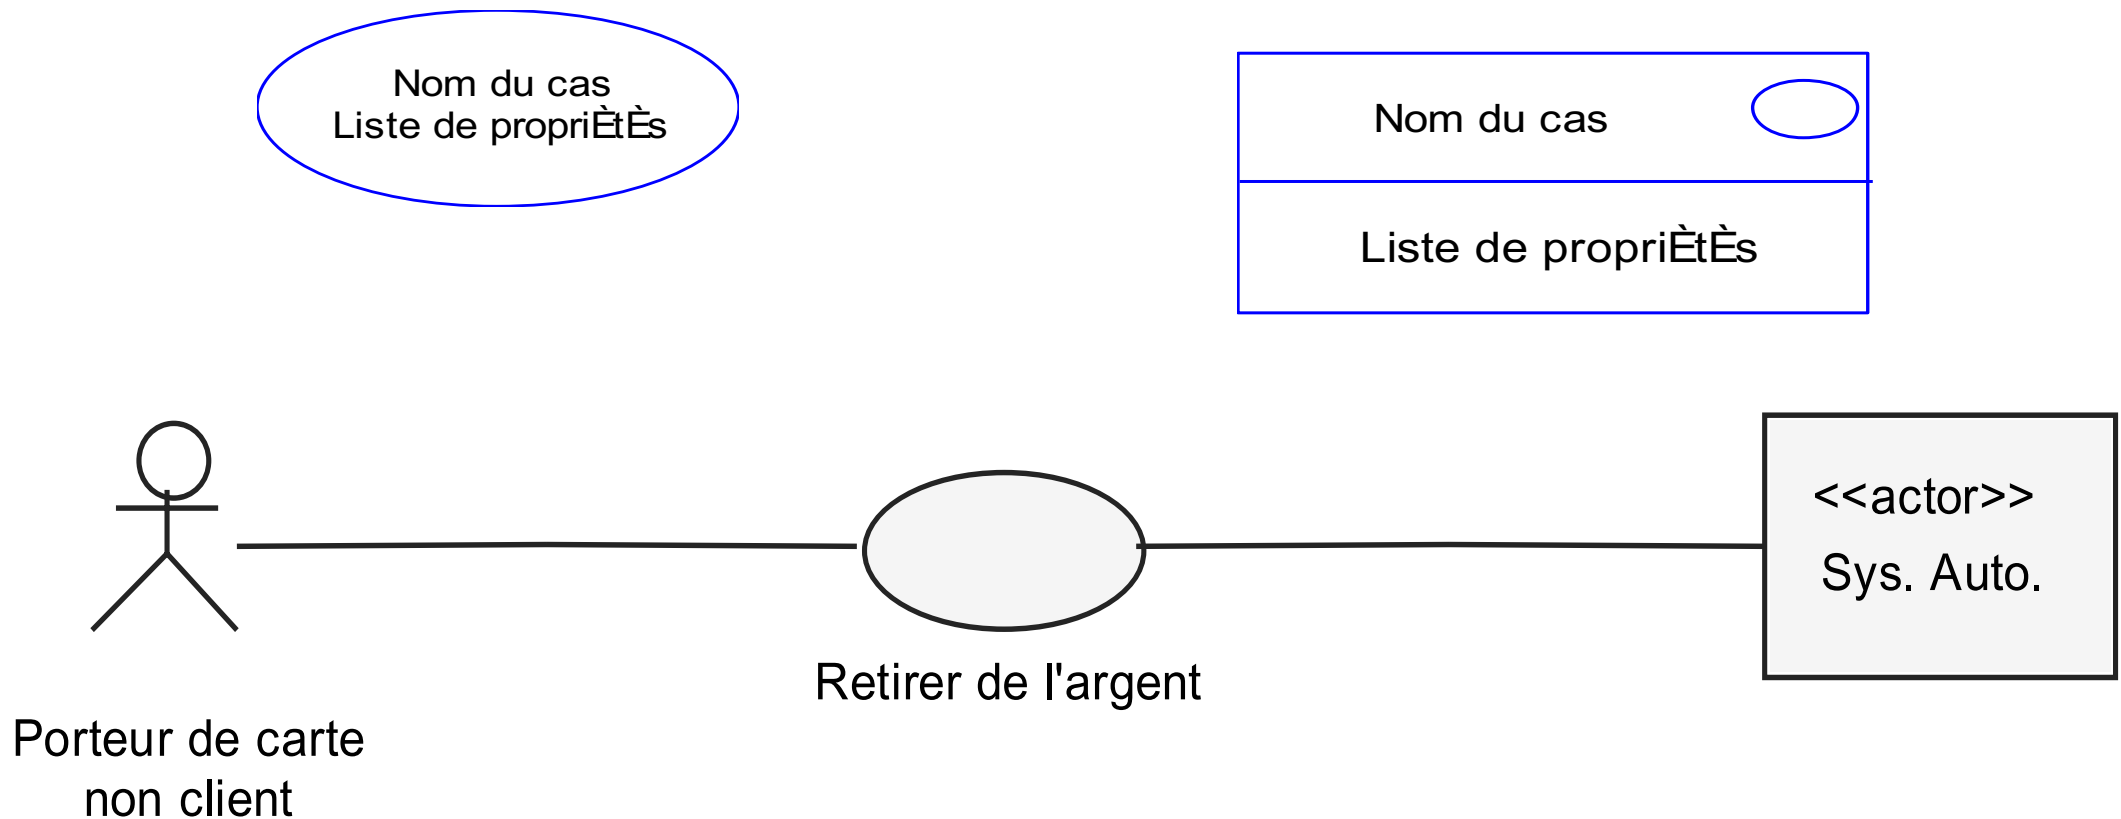 Nom du cas
Liste de propriÈtÈs
Nom du cas
Liste de propriÈtÈs
<<actor>>
Sys. Auto.
Retirer de l'argent
Porteur de carte
non client